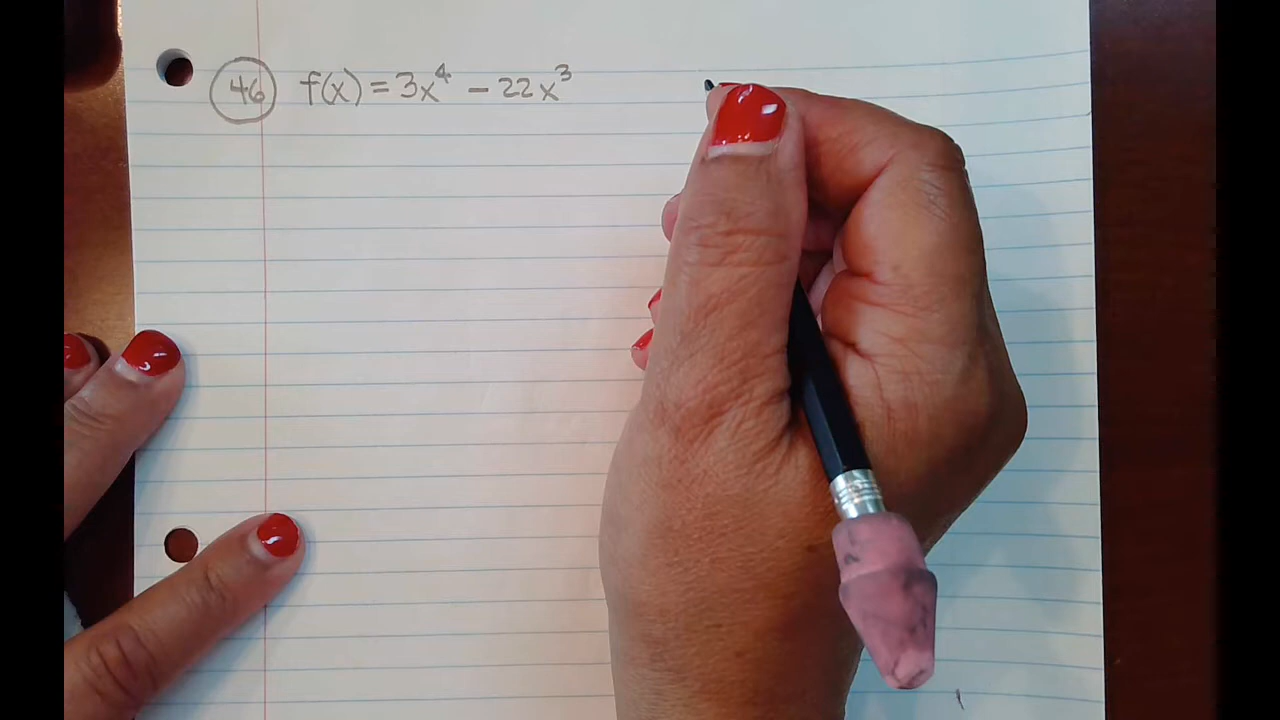 46 f(x) = 3x⁴ - 22x³